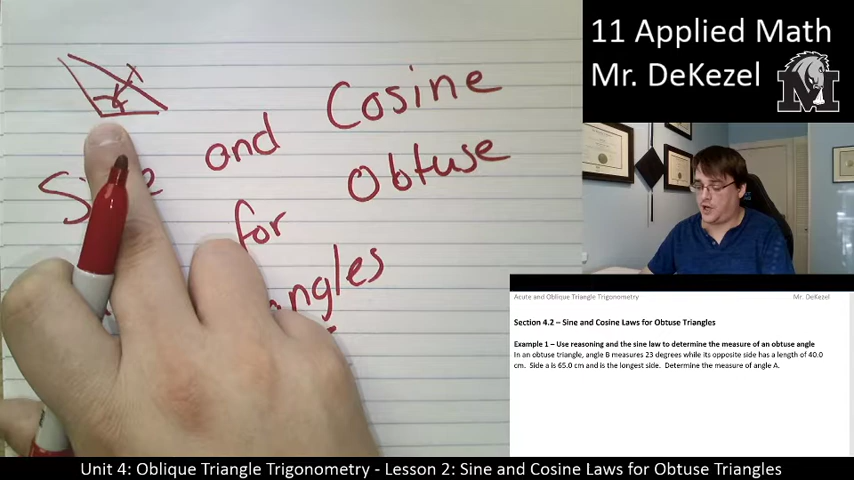 11 Applied Math
Mr. DeKezel
and Cosine
for Obtuse
Acute and Oblique Triangle Trigonometry Mr. DeKezel
Section 4.2 – Sine and Cosine Laws for Obtuse Triangles
Example 1 – Use reasoning and the sine law to determine the measure of an obtuse angle
In an obtuse triangle, angle B measures 23 degrees while its opposite side has a length of 40.0
cm. Side a is 65.0 cm and is the longest side. Determine the measure of angle A.
Unit 4: Oblique Triangle Trigonometry - Lesson 2: Sine and Cosine Laws for Obtuse Triangles